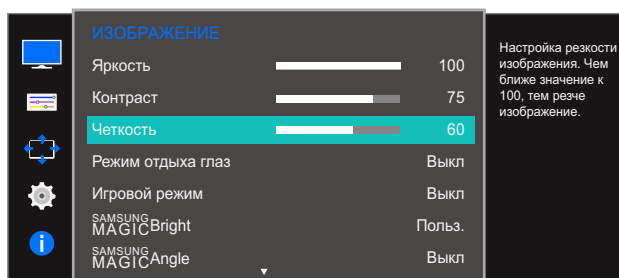 ИЗОБРАЖЕНИЕ
Яркость 100
Контраст 75
Четкость 60
Режим отдыха глаз Выкл
Игровой режим Выкл
SAMSUNG MAGIC Bright Польз.
SAMSUNG MAGIC Angle Выкл
Настройка резкости
изображения. Чем
ближе значение к
100, тем резче
изображение.